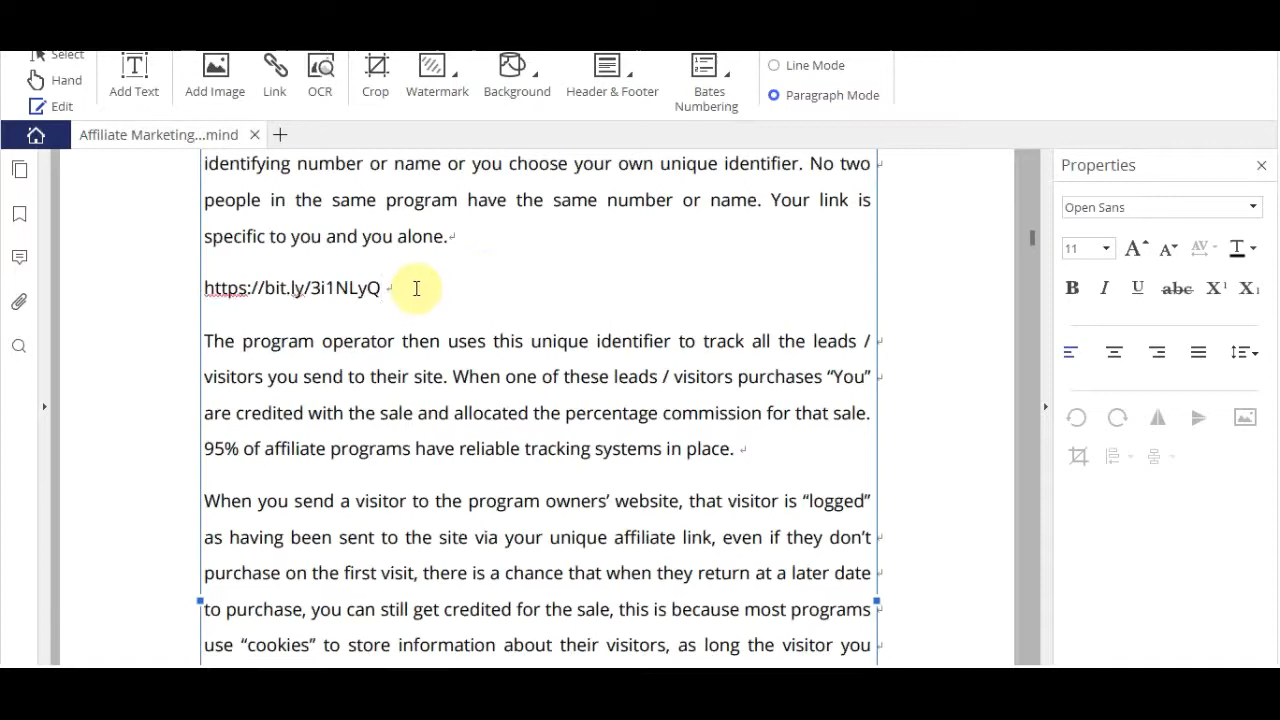 Select
Hand
Edit
Add Text
Add Image
Link
OCR
Crop
Watermark
Background
Header & Footer
Bates
Numbering
Line Mode
Paragraph Mode
Affiliate Marketing...mind
identifying number or name or you choose your own unique identifier. No two
people in the same program have the same number or name. Your link is
specific to you and you alone.
https://bit.ly/3i1NLyQ
The program operator then uses this unique identifier to track all the leads /
visitors you send to their site. When one of these leads / visitors purchases “You”
are credited with the sale and allocated the percentage commission for that sale.
95% of affiliate programs have reliable tracking systems in place.
When you send a visitor to the program owners’ website, that visitor is “logged”
as having been sent to the site via your unique affiliate link, even if they don’t
purchase on the first visit, there is a chance that when they return at a later date
to purchase, you can still get credited for the sale, this is because most programs
use “cookies” to store information about their visitors, as long the visitor you
Properties
Open Sans
11